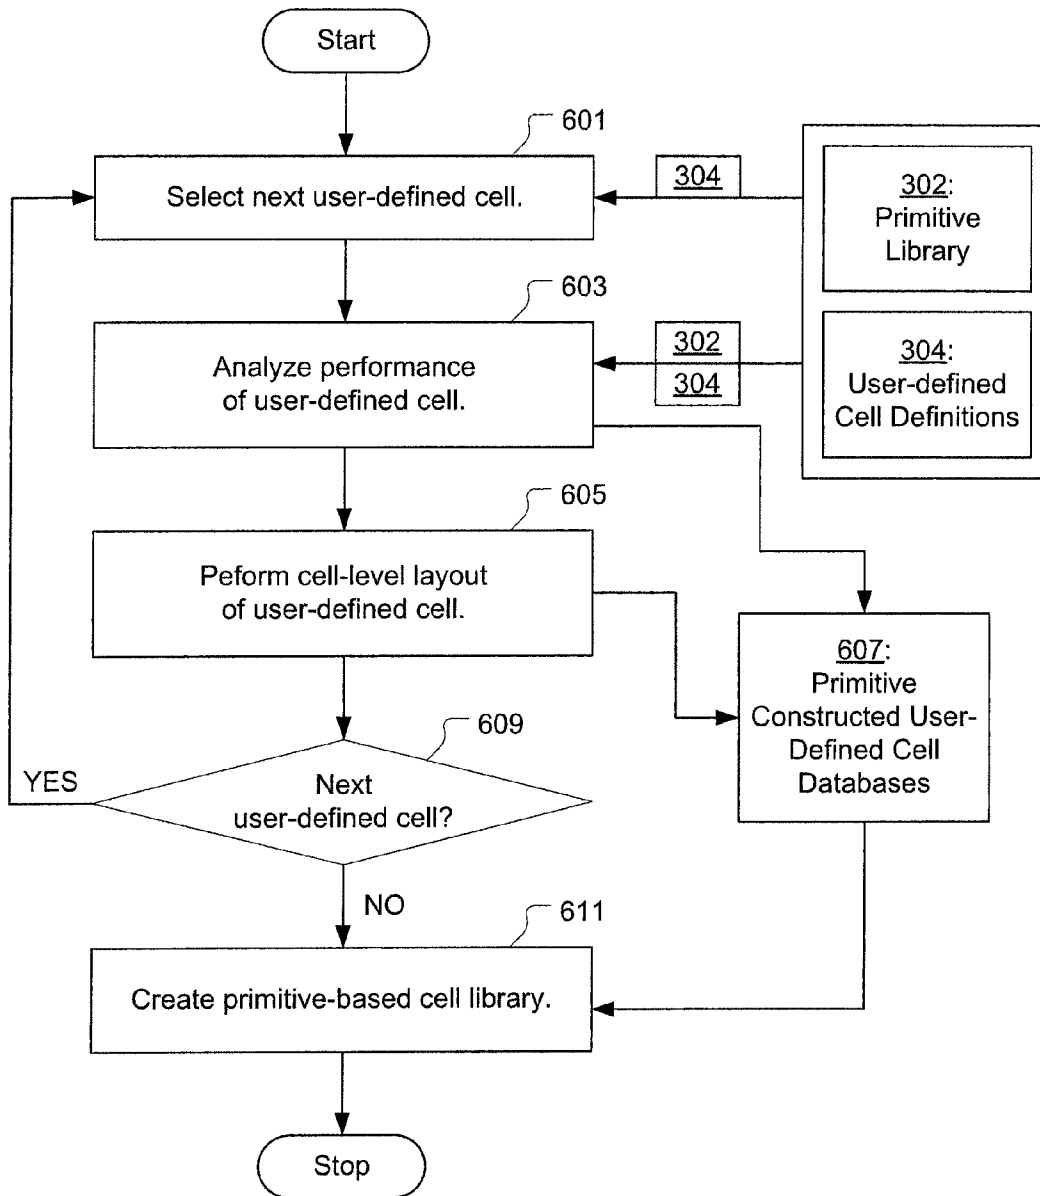 Start
601
Select next user-defined cell.
304
302:
Primitive
Library
603
Analyze performance
of user-defined cell.
302
304
304:
User-defined
Cell Definitions
605
Peform cell-level layout
of user-defined cell.
607:
Primitive
Constructed User-
Defined Cell
Databases
609
Next
user-defined cell?
YES
NO
611
Create primitive-based cell library.
Stop